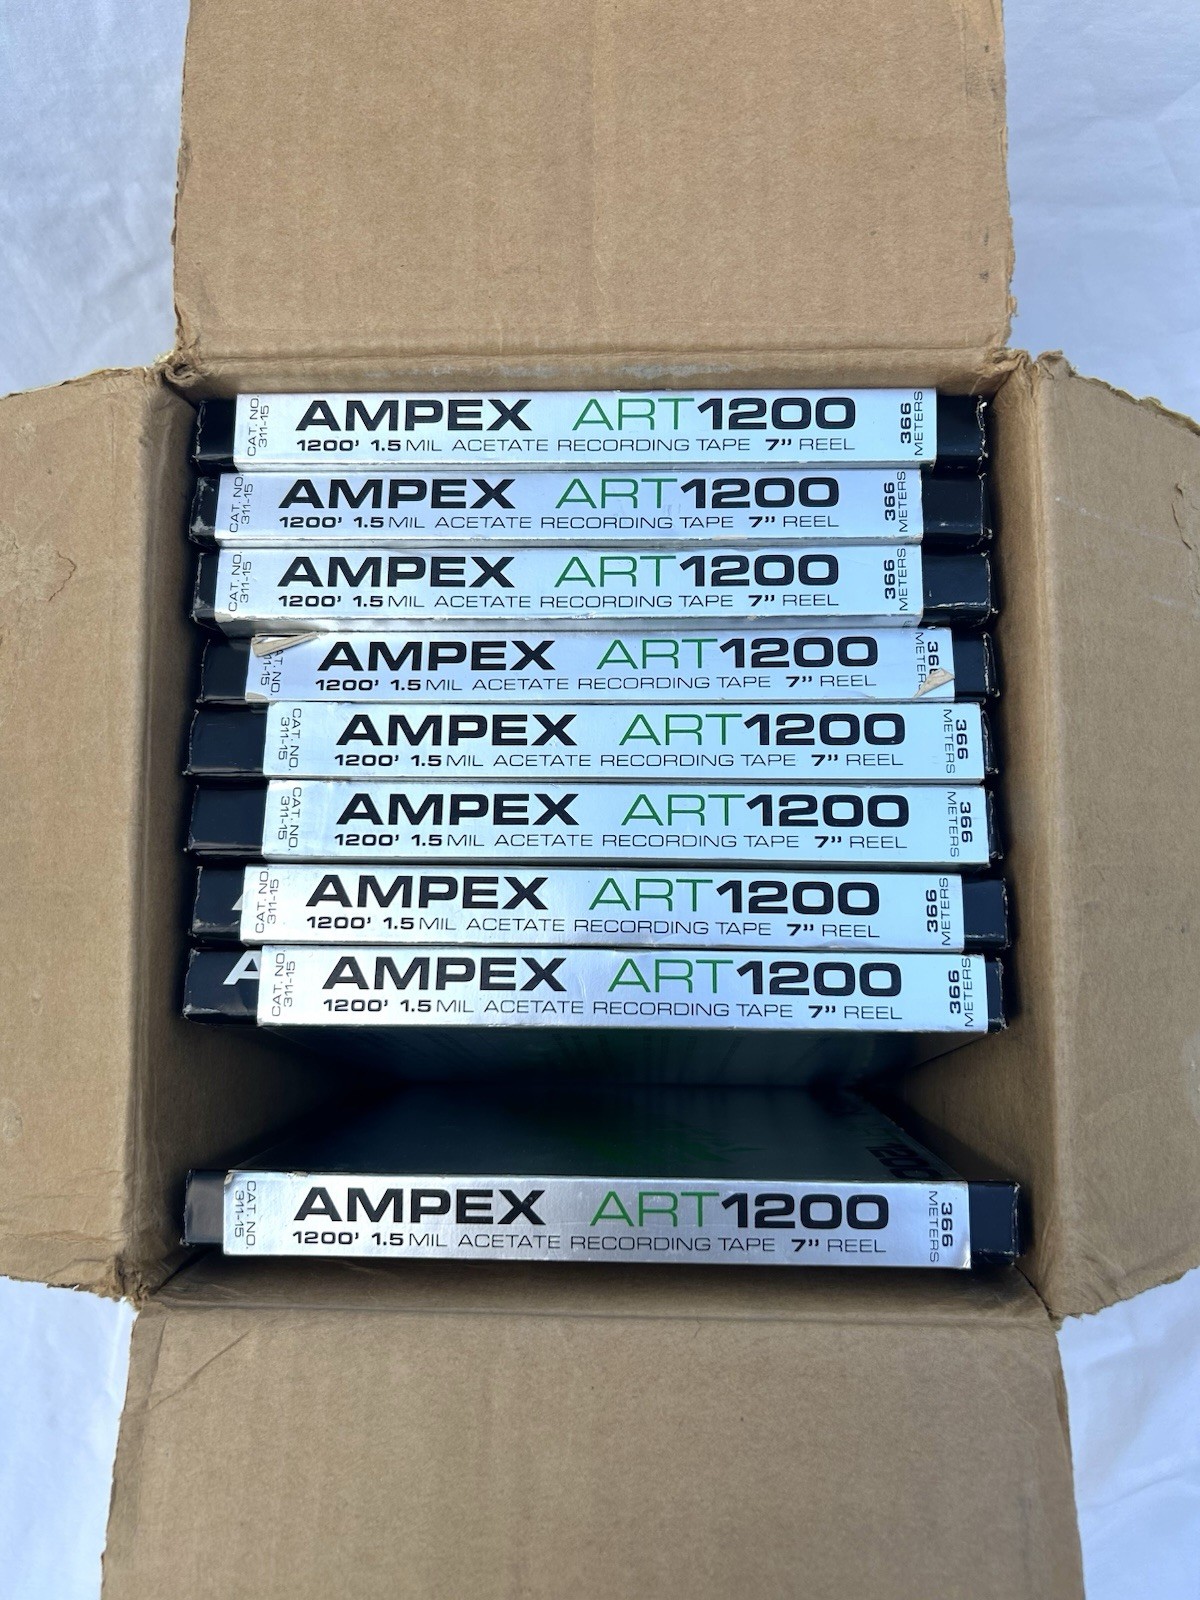 CAT. NO. 311-15
AMPEX ART1200
1200' 1.5 MIL ACETATE RECORDING TAPE 7" REEL
366 METERS
CAT. NO. 311-15
AMPEX ART1200
1200' 1.5 MIL ACETATE RECORDING TAPE 7" REEL
366 METERS
CAT. NO. 311-15
AMPEX ART1200
1200' 1.5 MIL ACETATE RECORDING TAPE 7" REEL
366 METERS
AT. NO. 11-15
AMPEX ART1200
1200' 1.5 MIL ACETATE RECORDING TAPE 7" REEL
36 METER
CAT. NO. 311-15
AMPEX ART1200
1200' 1.5 MIL ACETATE RECORDING TAPE 7" REEL
366 METERS
CAT. NO. 311-15
AMPEX ART1200
1200' 1.5 MIL ACETATE RECORDING TAPE 7" REEL
366 METERS
CAT. NO. 311-15
AMPEX ART1200
1200' 1.5 MIL ACETATE RECORDING TAPE 7" REEL
366 METERS
A
CAT. NO. 311-15
AMPEX ART1200
1200' 1.5 MIL ACETATE RECORDING TAPE 7" REEL
366 METERS
CAT. NO. 311-15
AMPEX ART1200
1200' 1.5 MIL ACETATE RECORDING TAPE 7" REEL
366 METERS